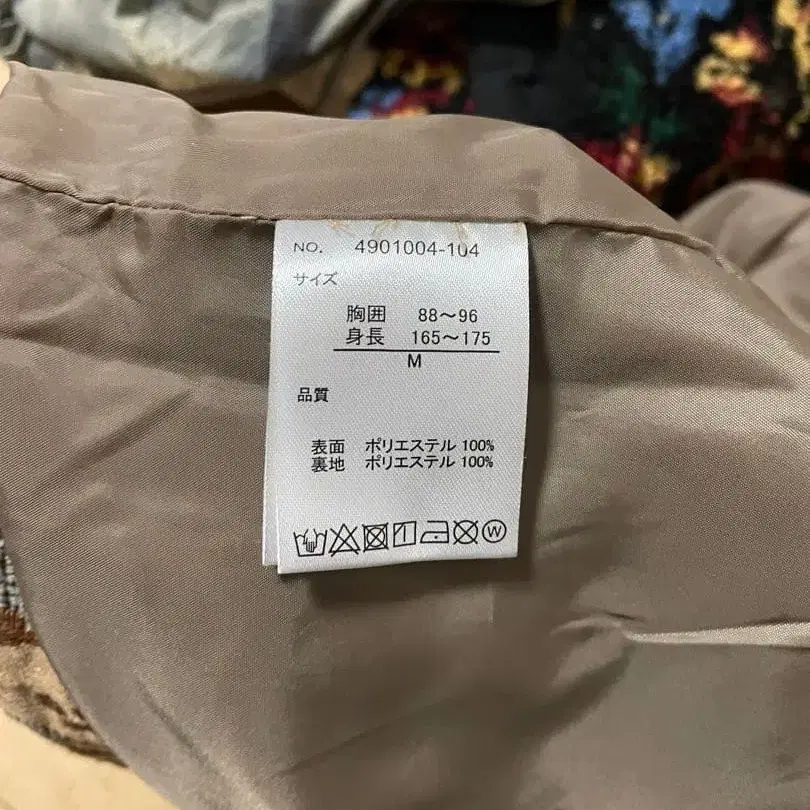 NO. 4901004-104
サイズ
胸囲 88〜96
身長 165〜175
M
品質
表面 ポリエステル 100%
裏地 ポリエステル 100%
W